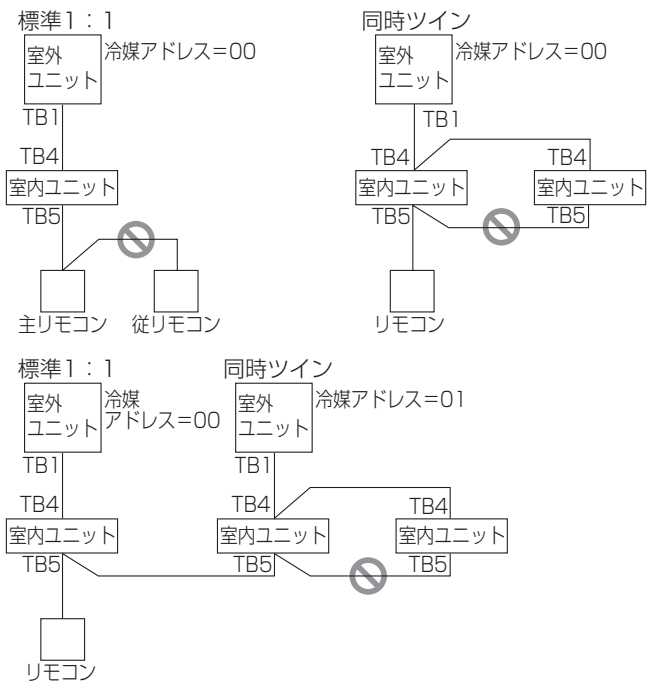 標準1：1
室外
ユニット
冷媒アドレス＝00
TB1
TB4
室内ユニット
TB5
主リモコン
従リモコン
同時ツイン
室外
ユニット
冷媒アドレス＝00
TB1
TB4
TB4
室内ユニット
室内ユニット
TB5
TB5
リモコン
標準1：1
室外
ユニット
冷媒
アドレス＝00
TB1
TB4
室内ユニット
TB5
リモコン
同時ツイン
室外
ユニット
冷媒アドレス＝01
TB1
TB4
TB4
室内ユニット
室内ユニット
TB5
TB5